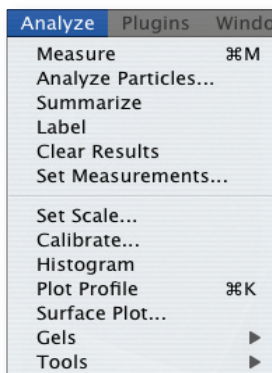 Analyze Plugins
Measure ⌘M
Analyze Particles...
Summarize
Label
Clear Results
Set Measurements...
Set Scale...
Calibrate...
Histogram
Plot Profile ⌘K
Surface Plot...
Gels ▶
Tools ▶